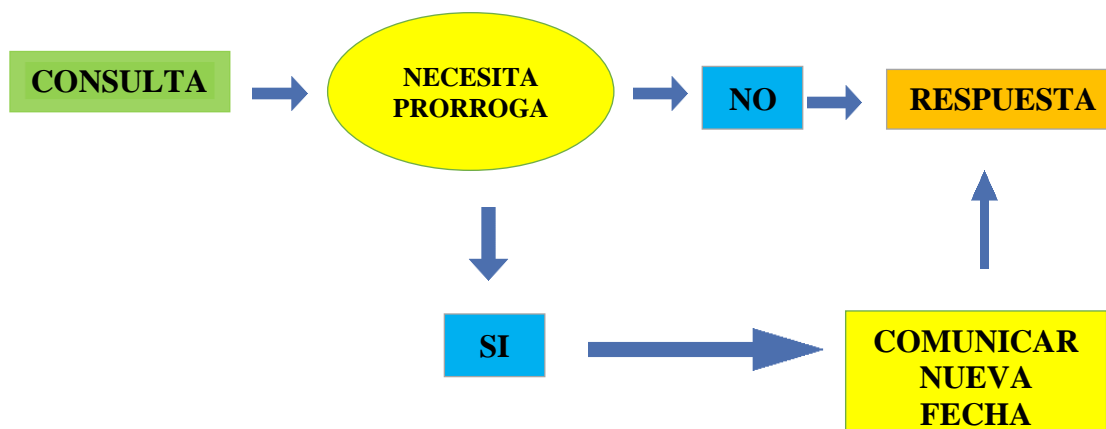 CONSULTA
NECESITA
PRORROGA
NO
RESPUESTA
SI
COMUNICAR
NUEVA
FECHA